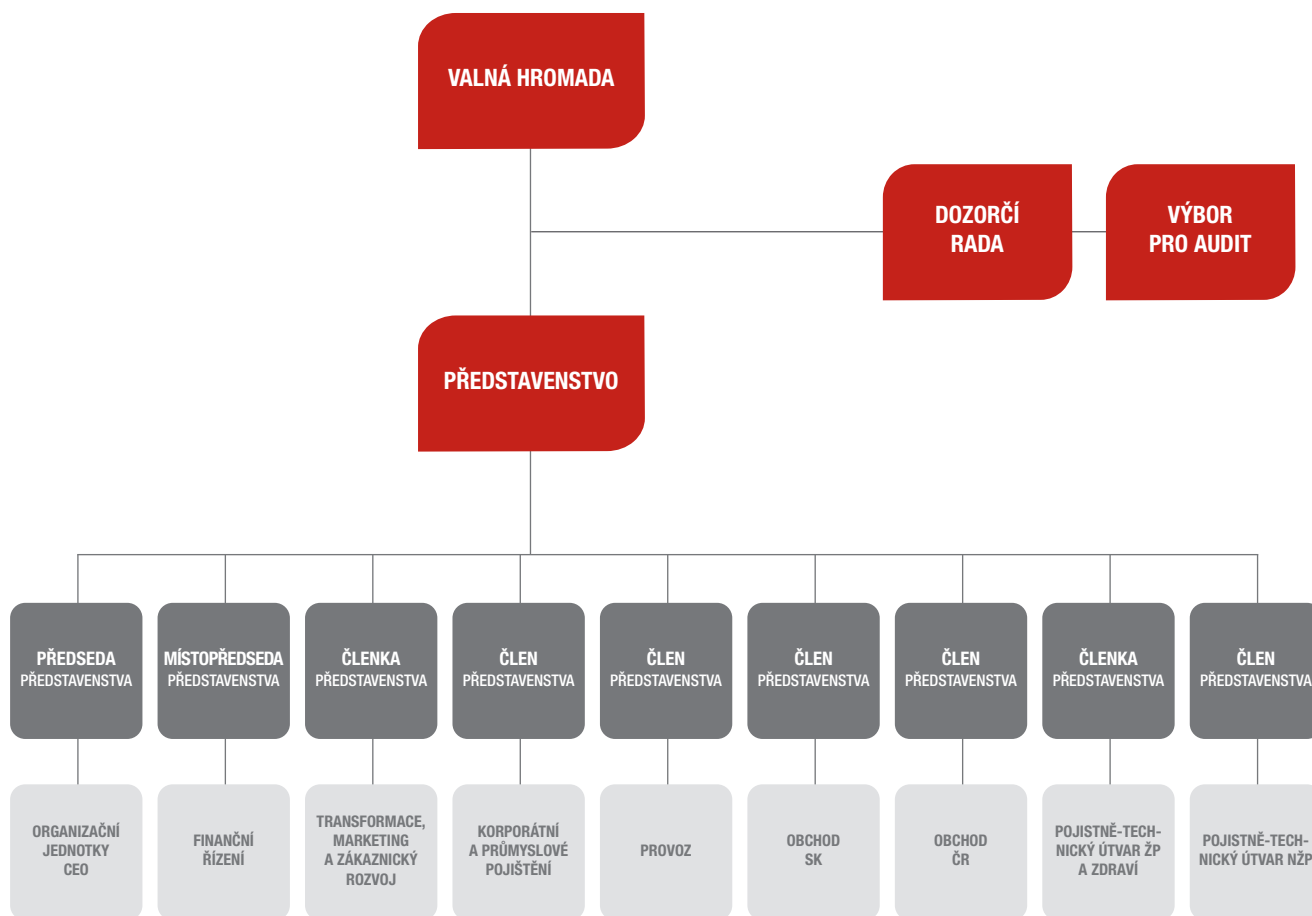 VALNÁ HROMADA
DOZORČÍ
RADA
VÝBOR
PRO AUDIT
PŘEDSTAVENSTVO
PŘEDSEDA
PŘEDSTAVENSTVA
MÍSTOPŘEDSEDA
PŘEDSTAVENSTVA
ČLENKA
PŘEDSTAVENSTVA
ČLEN
PŘEDSTAVENSTVA
ČLEN
PŘEDSTAVENSTVA
ČLEN
PŘEDSTAVENSTVA
ČLEN
PŘEDSTAVENSTVA
ČLENKA
PŘEDSTAVENSTVA
ČLEN
PŘEDSTAVENSTVA
ORGANIZAČNÍ
JEDNOTKY
CEO
FINANČNÍ
ŘÍZENÍ
TRANSFORMACE,
MARKETING
A ZÁKAZNICKÝ
ROZVOJ
KORPORÁTNÍ
A PRŮMYSLOVÉ
POJIŠTĚNÍ
PROVOZ
OBCHOD
SK
OBCHOD
ČR
POJISTNĚ-TECH-
NICKÝ ÚTVAR ŽP
A ZDRAVÍ
POJISTNĚ-TECH-
NICKÝ ÚTVAR NŽP